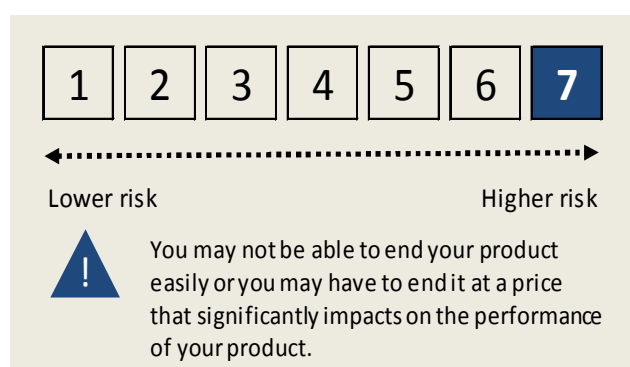 1 2 3 4 5 6 7
Lower risk Higher risk
!
You may not be able to end your product
easily or you may have to end it at a price
that significantly impacts on the performance
of your product.